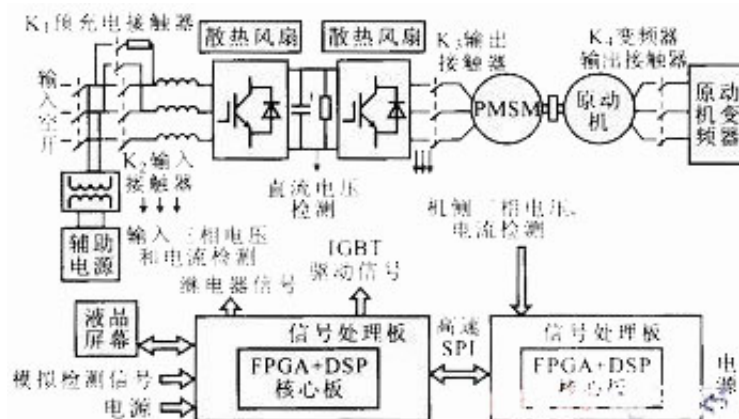 K₁预充电接触器
散热风扇
散热风扇
K₃输出
接触器
K₄变频器
输出接触器
输
入
空
开
PMSM
原动
机
原动
机变
频器
K₂输入
接触器
直流电压
检测
辅助
电源
输入三相电压
和电流检测
机侧三相电压、
电流检测
继电器信号
IGBT
驱动信号
液晶
屏幕
信号处理板
高速
SPI
信号处理板
FPGA+DSP
核心板
FPGA+DSP
核心板
模拟检测信号
电源
电
源